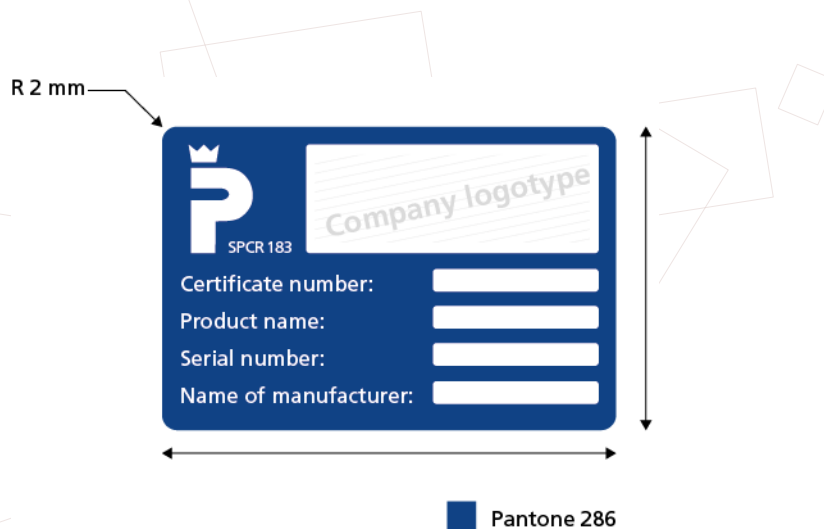 R 2 mm
Company logotype
P
SPCR 183
Certificate number:
Product name:
Serial number:
Name of manufacturer:
Pantone 286